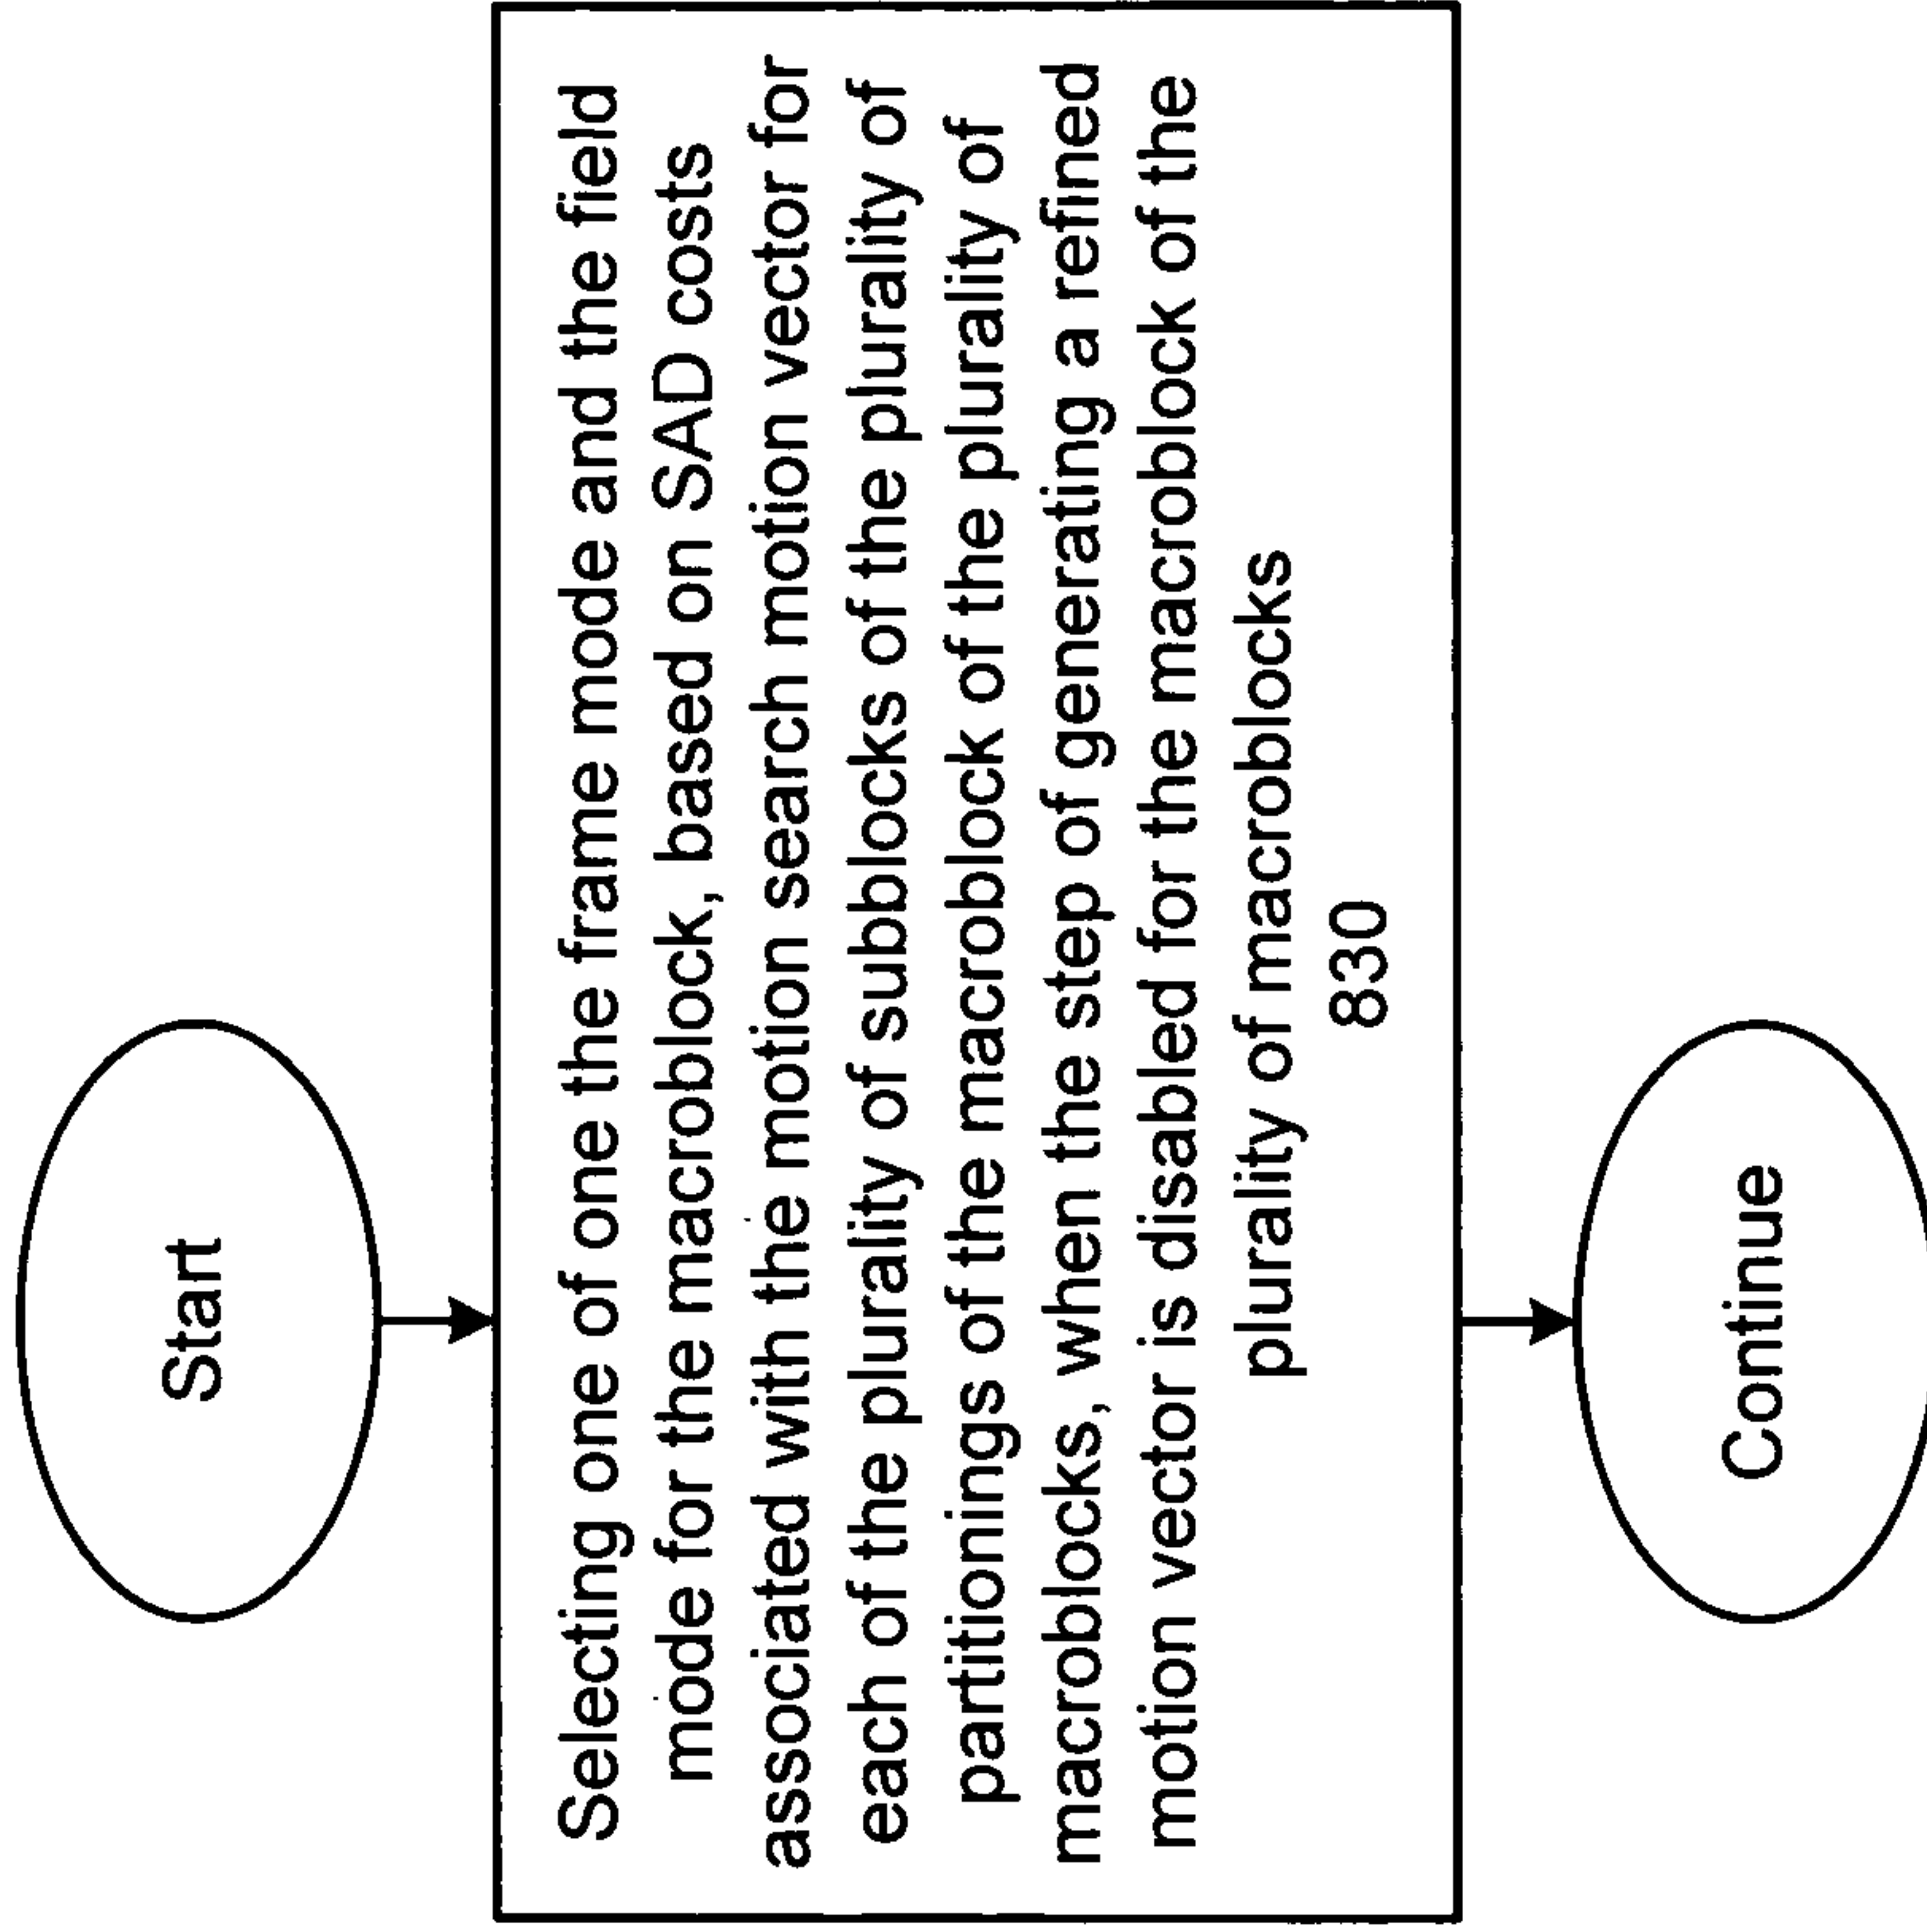 Start
Selecting one of one the frame mode and the field
mode for the macroblock, based on SAD costs
associated with the motion search motion vector for
each of the plurality of subblocks of the plurality of
partitionings of the macroblock of the plurality of
macroblocks, when the step of generating a refined
motion vector is disabled for the macroblock of the
plurality of macroblocks
830
Continue